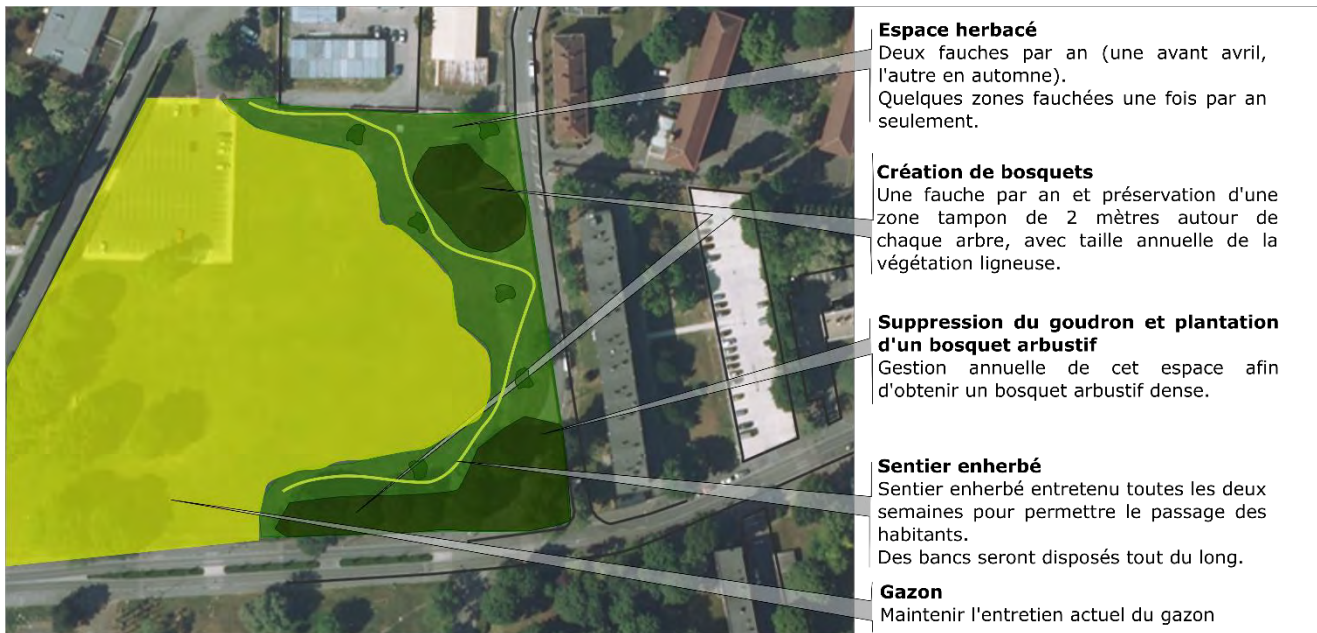 Espace herbacé
Deux fauches par an (une avant avril,
l'autre en automne).
Quelques zones fauchées une fois par an
seulement.
Création de bosquets
Une fauche par an et préservation d'une
zone tampon de 2 mètres autour de
chaque arbre, avec taille annuelle de la
végétation ligneuse.
Suppression du goudron et plantation
d'un bosquet arbustif
Gestion annuelle de cet espace afin
d'obtenir un bosquet arbustif dense.
Sentier enherbé
Sentier enherbé entretenu toutes les deux
semaines pour permettre le passage des
habitants.
Des bancs seront disposés tout du long.
Gazon
Maintenir l'entretien actuel du gazon